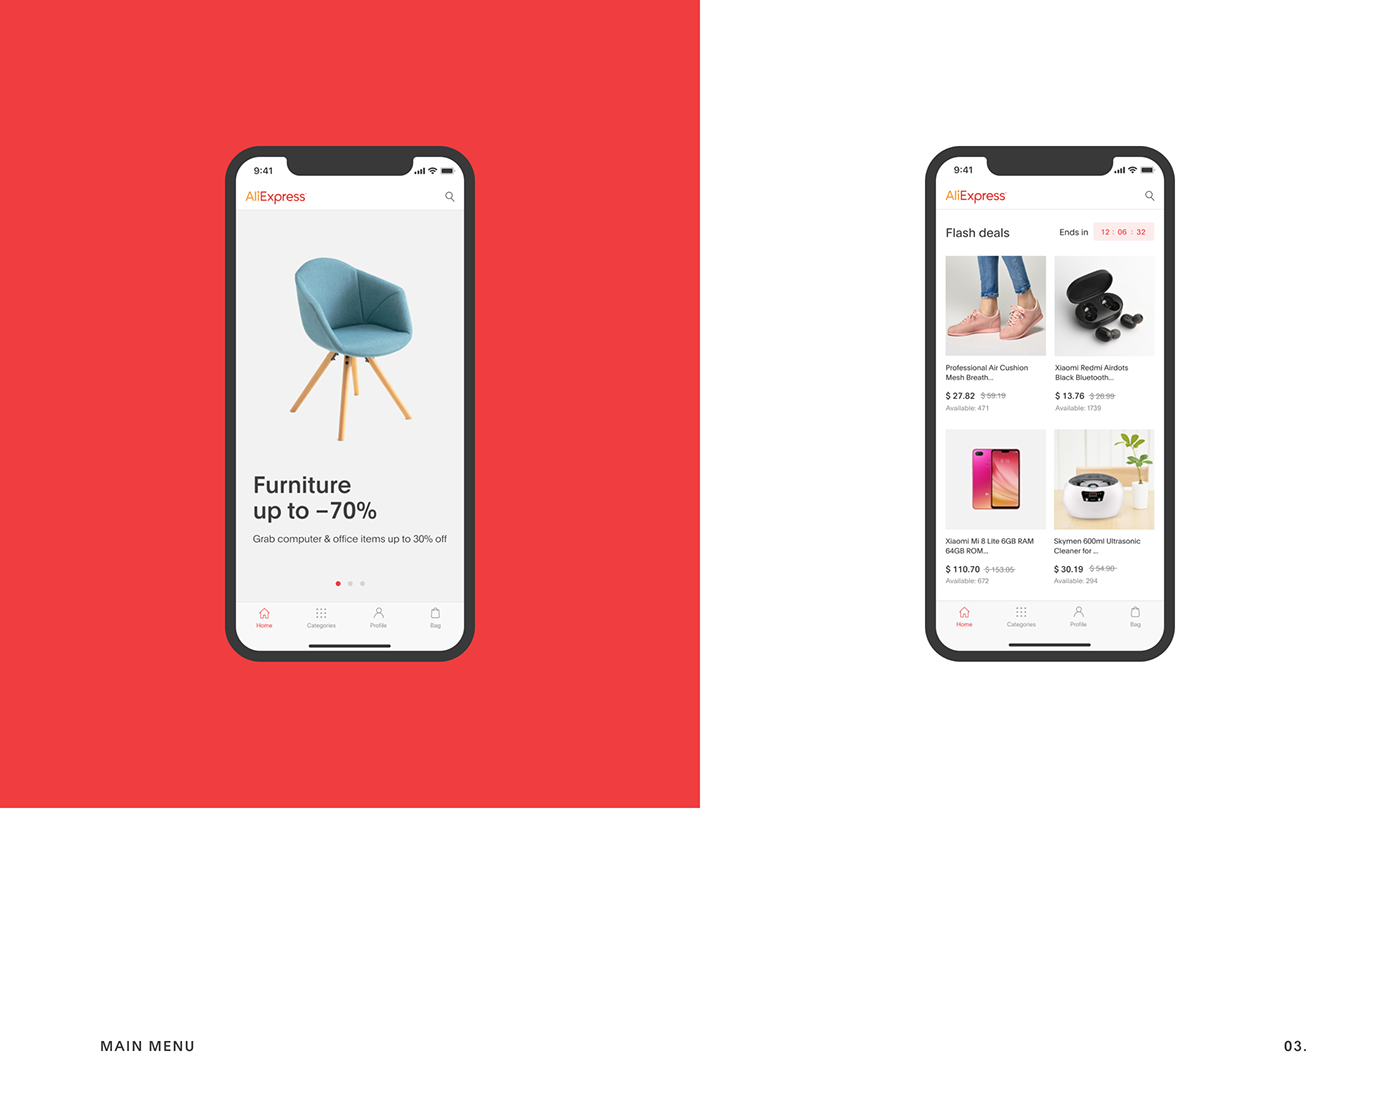 9:41
AliExpress
Furniture
up to –70%
Grab computer & office items up to 30% off
Home
Categories
Profile
Bag
9:41
AliExpress
Flash deals
Ends in
12 : 06 : 32
Professional Air Cushion
Mesh Breath...
$ 27.82 $ 59.19
Available: 471
Xiaomi Redmi Airdots
Black Bluetooth...
$ 13.76 $ 26.99
Available: 1739
Xiaomi Mi 8 Lite 6GB RAM
64GB ROM...
$ 110.70 $ 153.05
Available: 672
Skymen 600ml Ultrasonic
Cleaner for ...
$ 30.19 $ 54.90
Available: 294
Home
Categories
Profile
Bag
MAIN MENU
03.